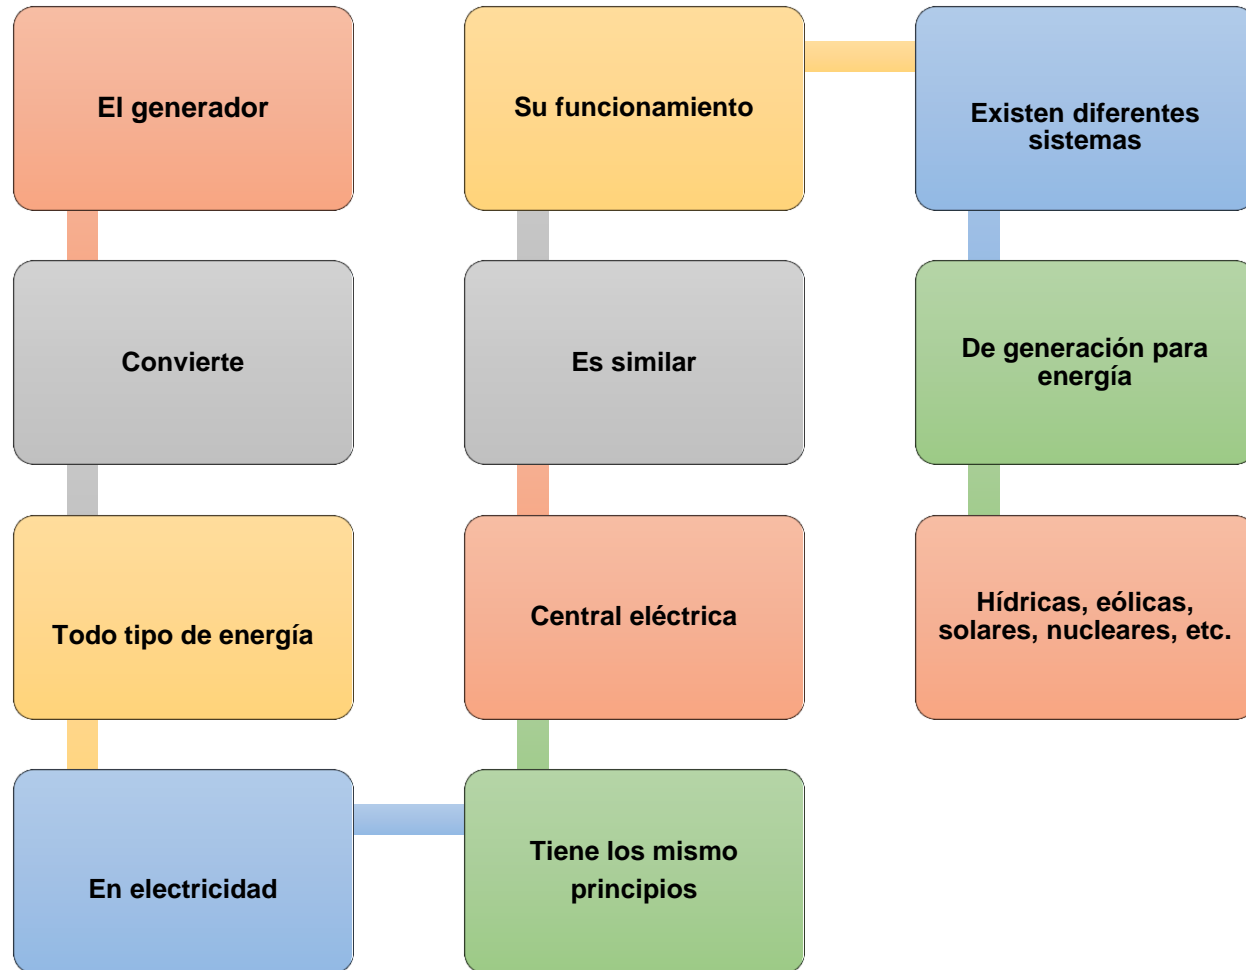 El generador
Convierte
Todo tipo de energía
En electricidad
Tiene los mismo
principios
Central eléctrica
Es similar
Su funcionamiento
Existen diferentes
sistemas
De generación para
energía
Hídricas, eólicas,
solares, nucleares, etc.